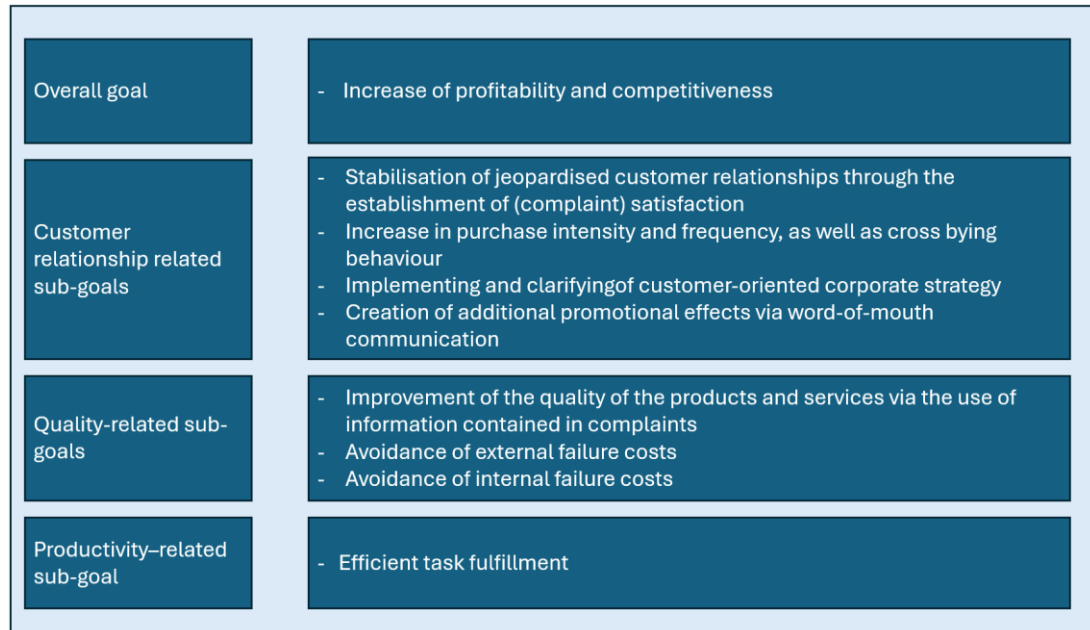 Overall goal
- Increase of profitability and competitiveness
Customer
relationship related
sub-goals
- Stabilisation of jeopardised customer relationships through the
establishment of (complaint) satisfaction
- Increase in purchase intensity and frequency, as well as cross bying
behaviour
- Implementing and clarifyingof customer-oriented corporate strategy
- Creation of additional promotional effects via word-of-mouth
communication
Quality-related sub-
goals
- Improvement of the quality of the products and services via the use of
information contained in complaints
- Avoidance of external failure costs
- Avoidance of internal failure costs
Productivity–related
sub-goal
- Efficient task fulfillment